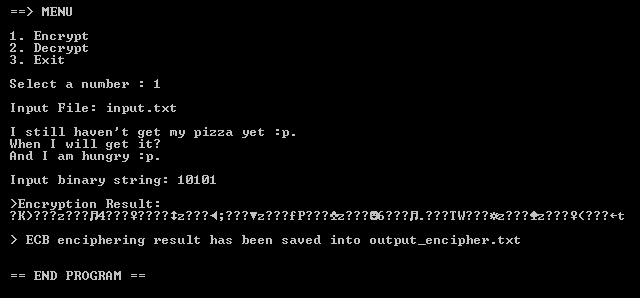 ==> MENU
1. Encrypt
2. Decrypt
3. Exit
Select a number : 1
Input File: input.txt
I still haven't get my pizza yet :p.
When I will get it?
And I am hungry :p.
Input binary string: 10101
>Encryption Result:
?K>???z???♫4???♀????↕z???◄;???▼z???fP???♣z???◘6???♫.???TW???☼z???♣z???♀<???←t
> ECB enciphering result has been saved into output_encipher.txt
== END PROGRAM ==